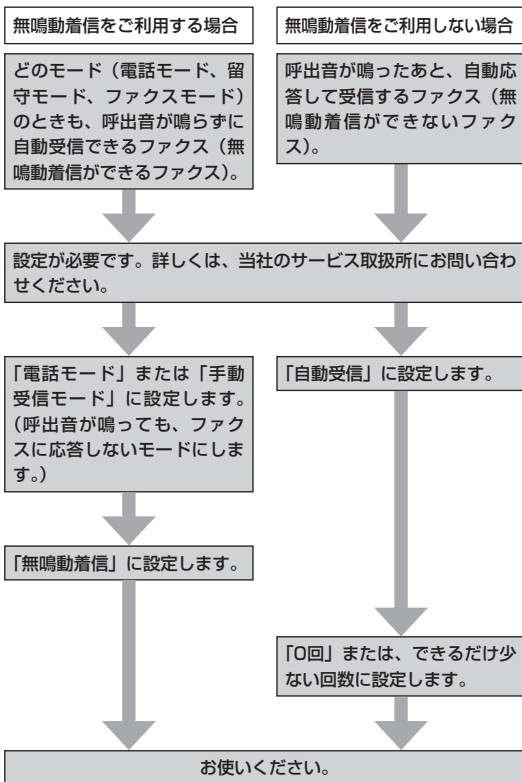 無鳴動着信をご利用する場合
無鳴動着信をご利用しない場合
どのモード（電話モード、留
守モード、ファクスモード）
のときも、呼出音が鳴らずに
自動受信できるファクス（無
鳴動着信ができるファクス）。
呼出音が鳴ったあと、自動応
答して受信するファクス（無
鳴動着信ができないファク
ス）。
設定が必要です。詳しくは、当社のサービス取扱所にお問い合わ
せください。
「電話モード」または「手動
受信モード」に設定します。
（呼出音が鳴っても、ファク
スに応答しないモードにしま
す。）
「自動受信」に設定します。
「無鳴動着信」に設定します。
「0回」または、できるだけ少
ない回数に設定します。
お使いください。